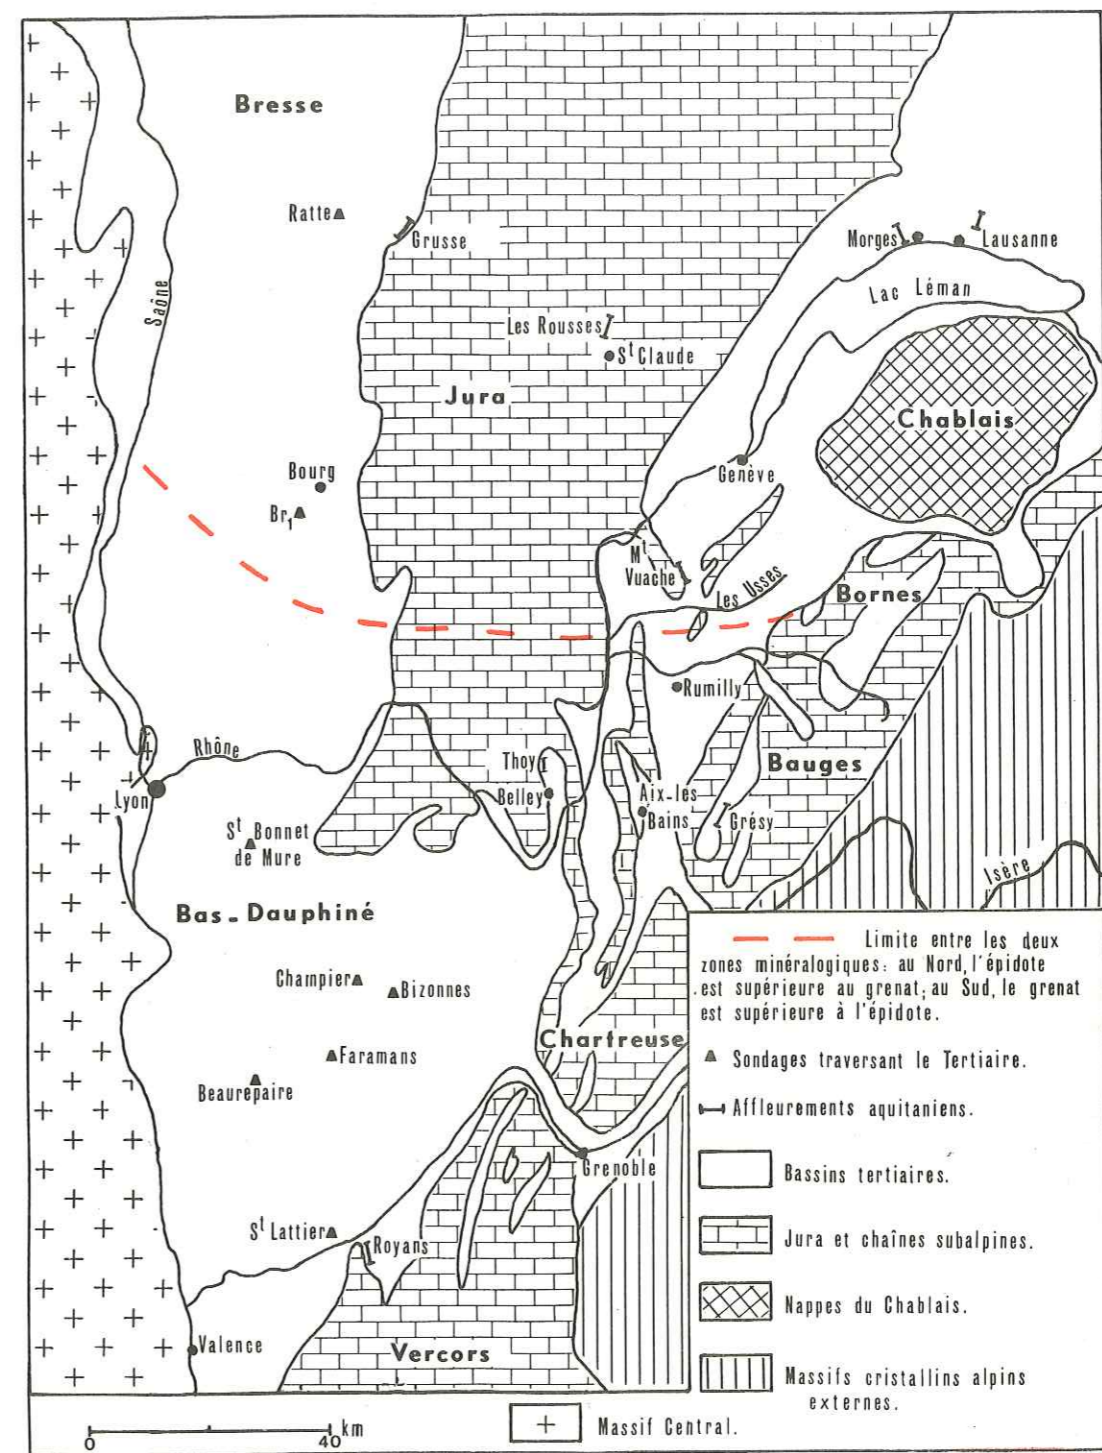 Bresse
Ratte
Grusse
Saône
Morges
Lausanne
Lac Léman
Les Rousses
St Claude
Jura
Chablais
Bourg
Genève
Br1
Mt
Vuache
Les Usses
Bornes
Rumilly
Rhône
Thoy
Bauges
Lyon
Belley
Aix-les
Bains
Grésy
St Bonnet
de Mure
Isère
Bas-Dauphiné
Champier
Bizonnes
Chartreuse
Faramans
Beaurepaire
Grenoble
St Lattier
Royans
Valence
Vercors
Limite entre les deux
zones minéralogiques: au Nord, l'épidote
est supérieure au grenat; au Sud, le grenat
est supérieure à l'épidote.
Sondages traversant le Tertiaire.
Affleurements aquitaniens.
Bassins tertiaires.
Jura et chaînes subalpines.
Nappes du Chablais.
Massifs cristallins alpins
externes.
Massif Central.
0 40 km